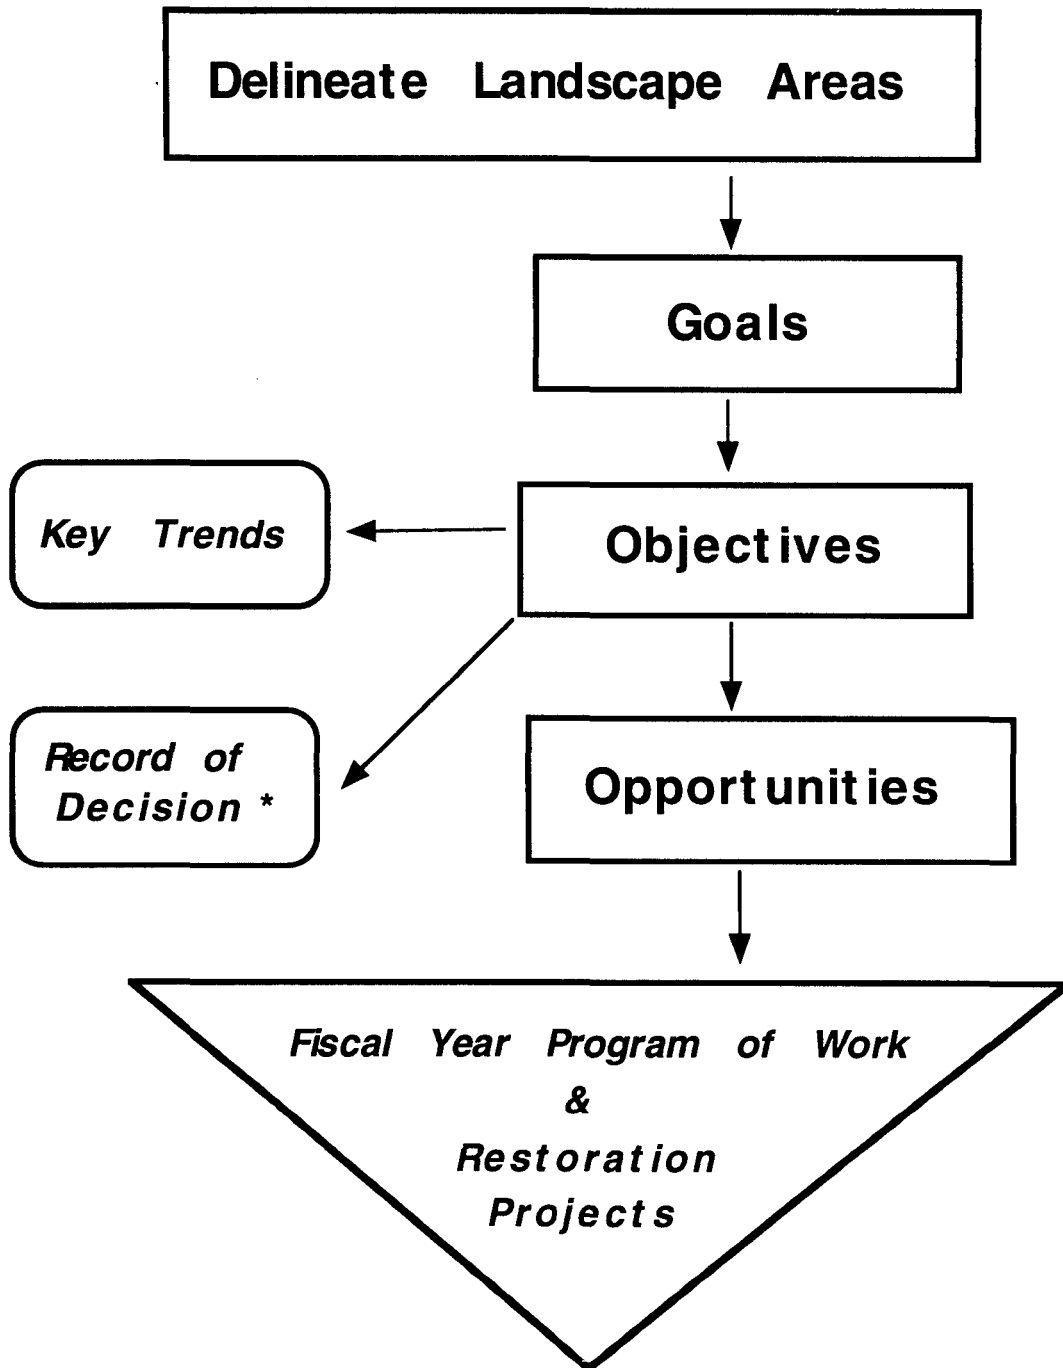 Delineate Landscape Areas
Goals
Key Trends
Objectives
Record of
Decision *
Opportunities
Fiscal Year Program of Work
&
Restoration
Projects